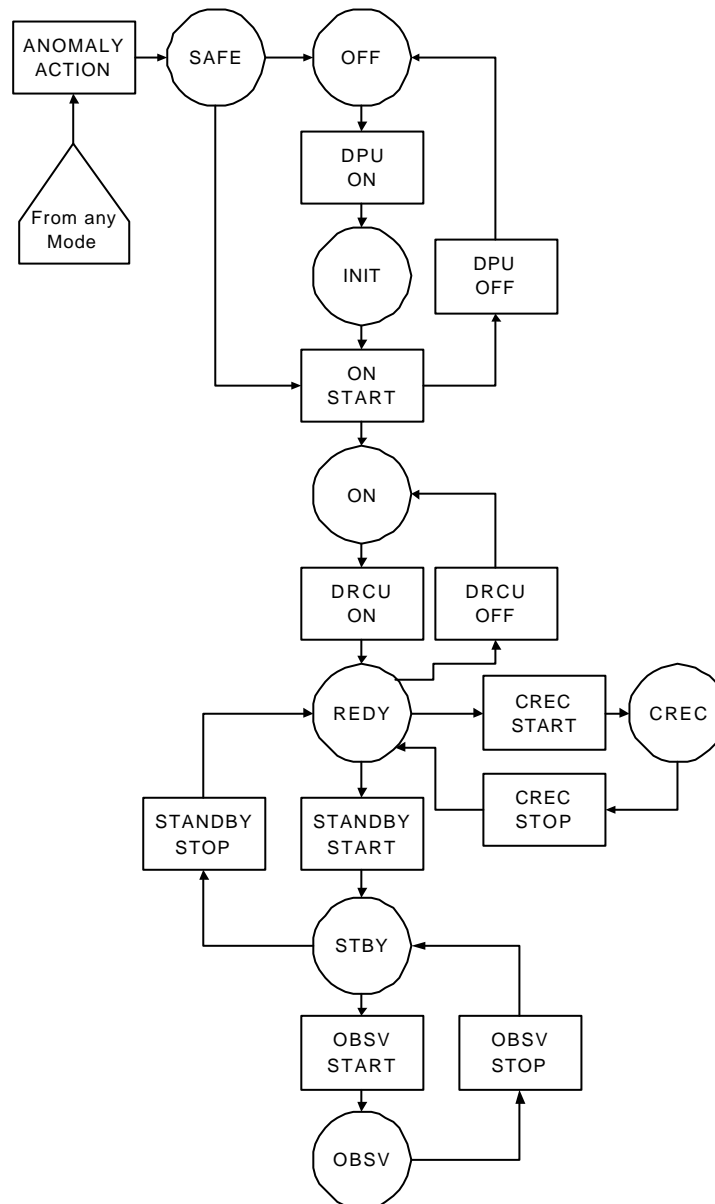 ANOMALY
ACTION
SAFE
OFF
From any
Mode
DPU
ON
INIT
DPU
OFF
ON
START
ON
DRCU
ON
DRCU
OFF
REDY
CREC
START
CREC
CREC
STOP
STANDBY
STOP
STANDBY
START
STBY
OBSV
START
OBSV
STOP
OBSV